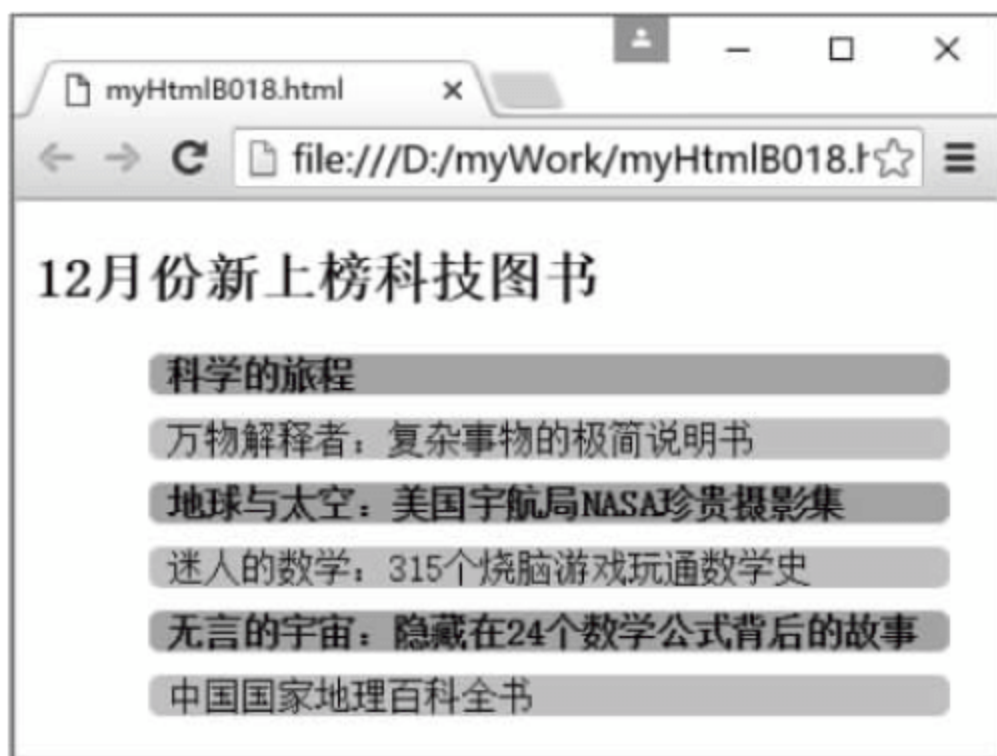 myHtmlB018.html
file:///D:/myWork/myHtmlB018.h
12月份新上榜科技图书
科学的旅程
万物解释者：复杂事物的极简说明书
地球与太空：美国宇航局NASA珍贵摄影集
迷人的数学：315个烧脑游戏玩通数学史
无言的宇宙：隐藏在24个数学公式背后的故事
中国国家地理百科全书